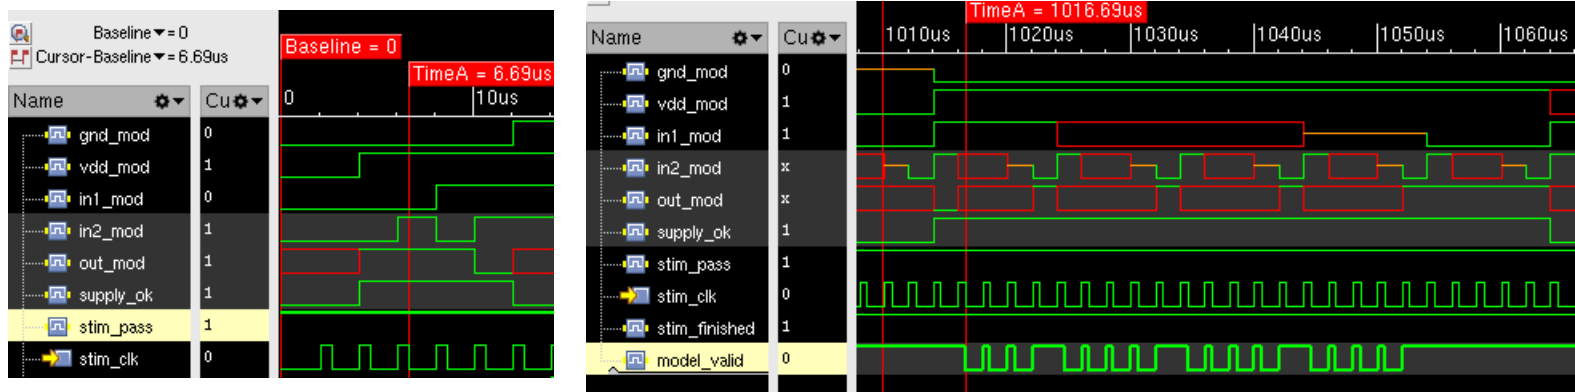 Baseline▼=0
Cursor-Baseline▼=6.69us
Name
Cu
Baseline = 0
TimeA = 6.69us
0
10us
gnd_mod
0
vdd_mod
1
in1_mod
0
in2_mod
1
out_mod
1
supply_ok
1
stim_pass
1
stim_clk
0
TimeA = 1016.69us
Name
Cu
1010us
1020us
1030us
1040us
1050us
1060us
gnd_mod
0
vdd_mod
1
in1_mod
1
in2_mod
x
out_mod
x
supply_ok
1
stim_pass
1
stim_clk
0
stim_finished
1
model_valid
0